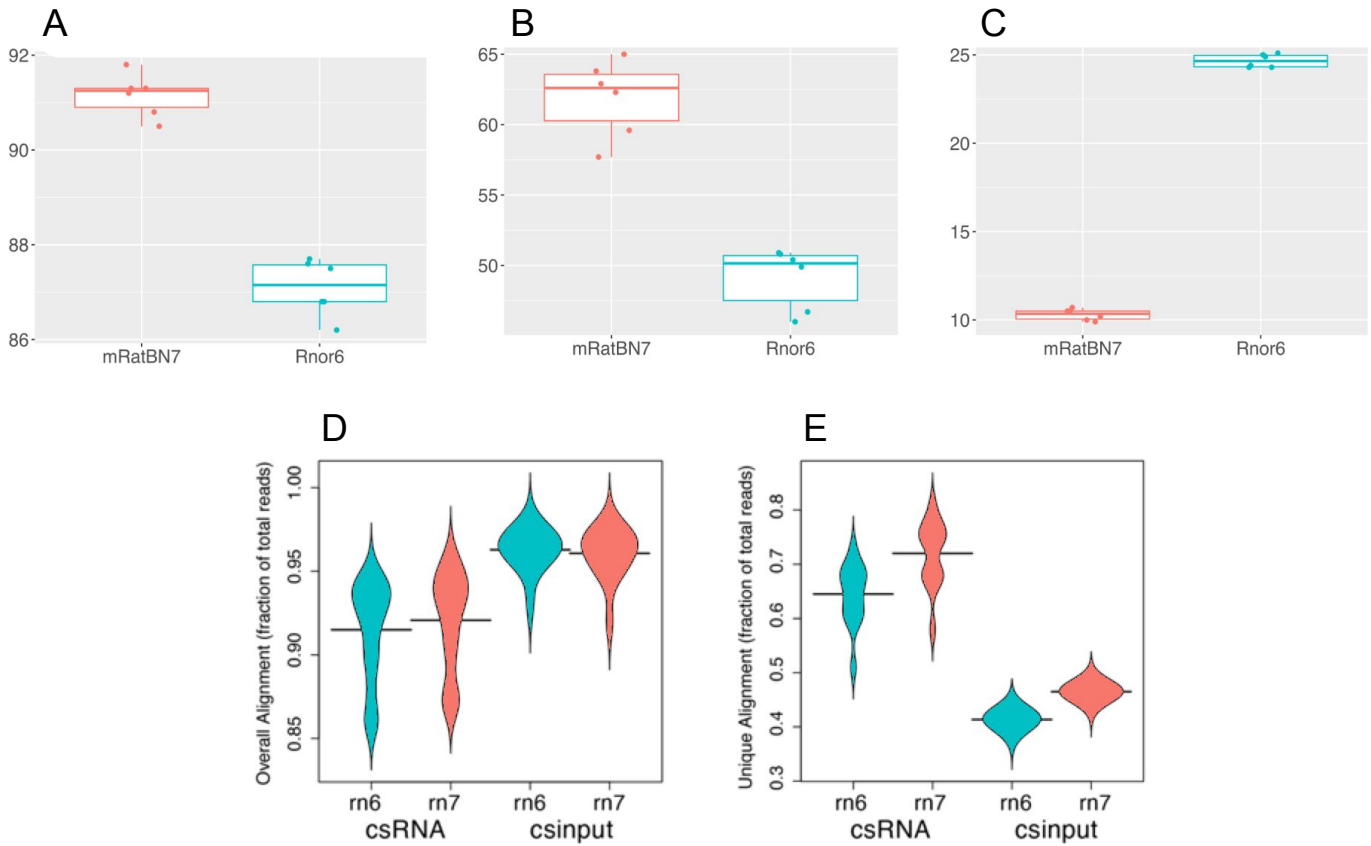 A
B
C
92
90
88
86
mRatBN7
Rnor6
65
60
55
50
mRatBN7
Rnor6
25
20
15
10
mRatBN7
Rnor6
D
E
Overall Alignment (fraction of total reads)
1.00
0.95
0.90
0.85
rn6
rn7
rn6
rn7
csRNA
csinput
Unique Alignment (fraction of total reads)
0.8
0.7
0.6
0.5
0.4
0.3
rn6
rn7
rn6
rn7
csRNA
csinput